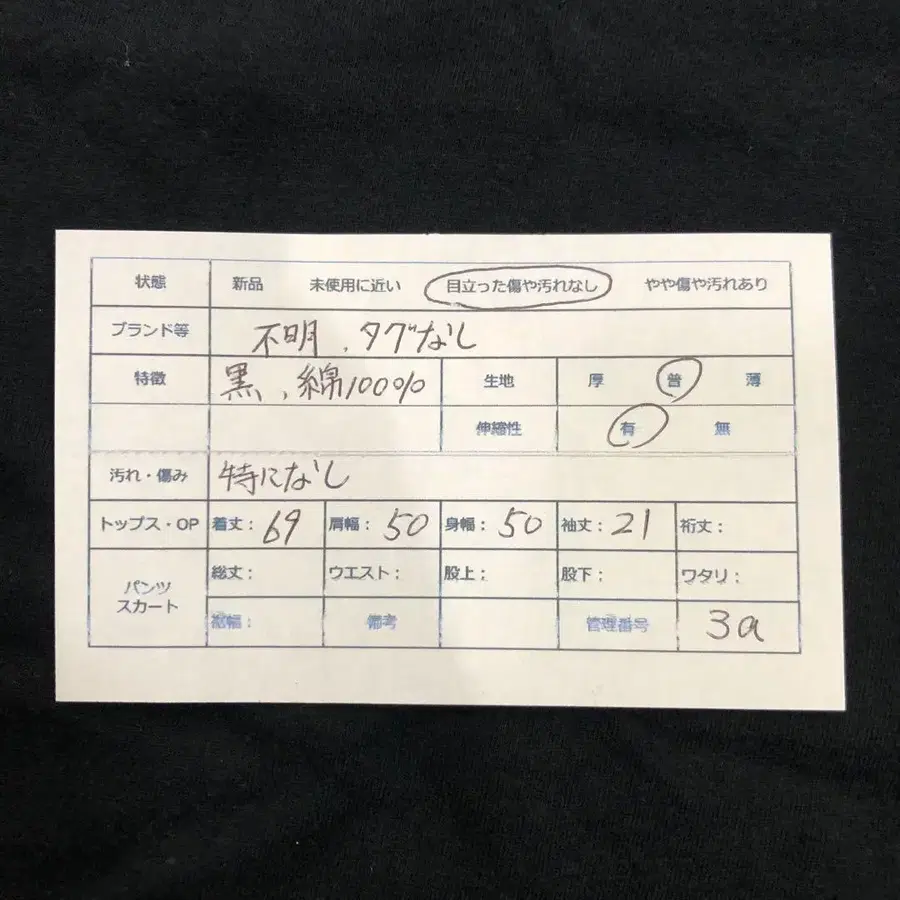 状態 新品 未使用に近い 目立った傷や汚れなし やや傷や汚れあり
ブランド等 不明、タグなし
特徴 黒、綿100% 生地 厚 普 薄
伸縮性 有 無
汚れ・傷み 特になし
トップス・OP 着丈: 69 肩幅: 50 身幅: 50 袖丈: 21 裄丈:
パンツ スカート 総丈: ウエスト: 股上: 股下: ワタリ:
裾幅: 備考 管理番号 3a